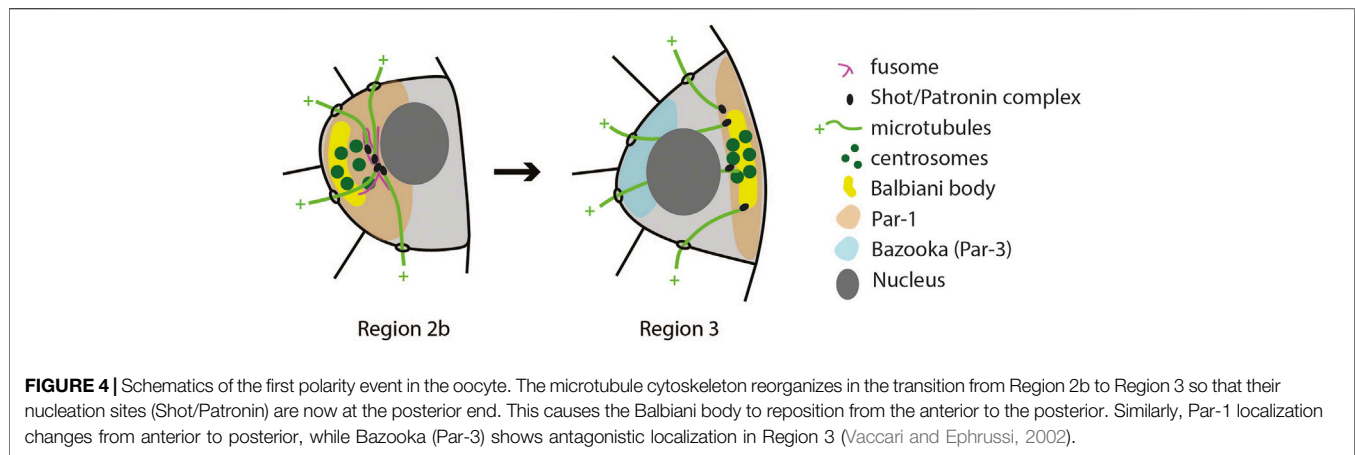 fusome
Shot/Patronin complex
+ microtubules
centrosomes
Balbiani body
Par-1
Bazooka (Par-3)
Nucleus
+
+
+
+
+
+
+
+
Region 2b
Region 3
FIGURE 4 | Schematics of the first polarity event in the oocyte. The microtubule cytoskeleton reorganizes in the transition from Region 2b to Region 3 so that their
nucleation sites (Shot/Patronin) are now at the posterior end. This causes the Balbiani body to reposition from the anterior to the posterior. Similarly, Par-1 localization
changes from anterior to posterior, while Bazooka (Par-3) shows antagonistic localization in Region 3 (Vaccari and Ephrussi, 2002).